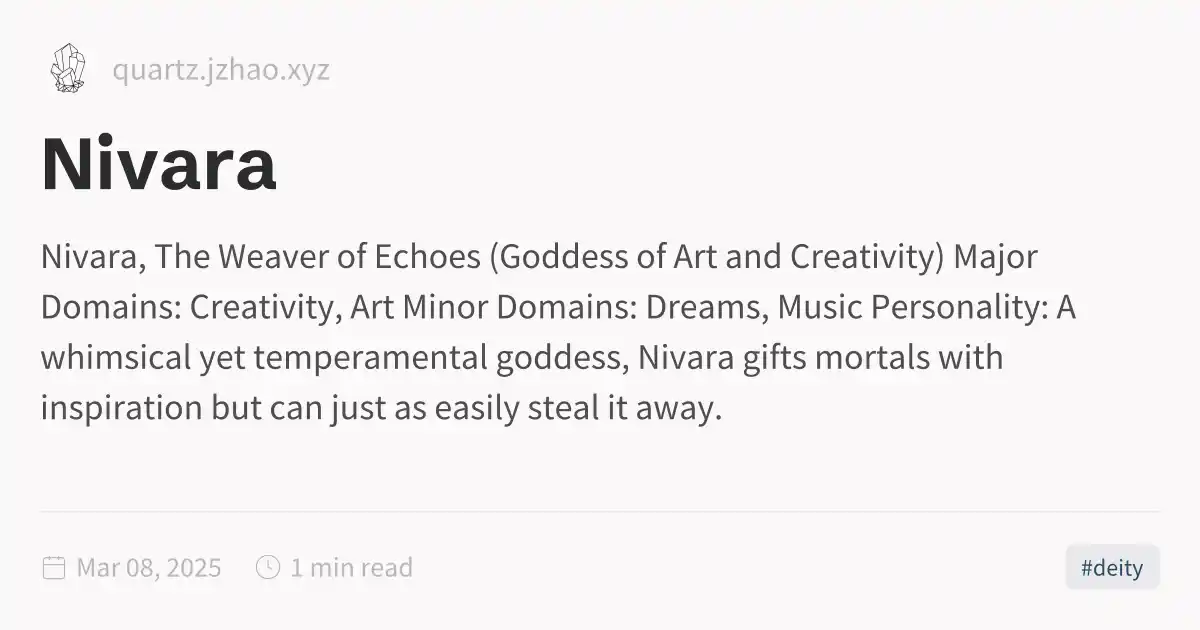 quartz.jzhao.xyz
Nivara
Nivara, The Weaver of Echoes (Goddess of Art and Creativity) Major
Domains: Creativity, Art Minor Domains: Dreams, Music Personality: A
whimsical yet temperamental goddess, Nivara gifts mortals with
inspiration but can just as easily steal it away.
Mar 08, 2025 1 min read #deity